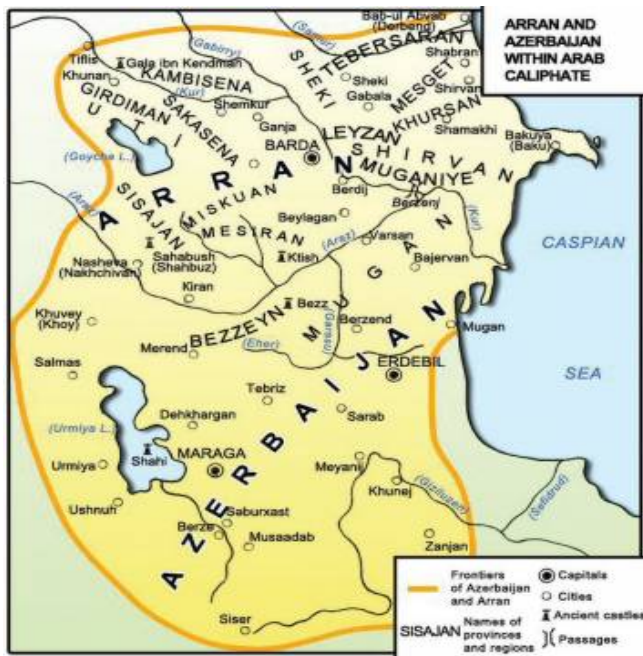 ARRAN AND
AZERBAIJAN
WITHIN ARAB
CALIPHATE
Bab-ul Abvab
(Derbend)
(Samur)
Gabirry)
Tiflis
Gala ibn Kendman
TEBERSARAN
Shabran
Khunan
KAMBISENA
SHEKI
Sheki
MESGET
Shirvan
(Kur)
GIRDIMAN
Shemkur
Gabala
KHURSAN
UTI
SAKASENA
Ganja
LEYZAN
Shamakhi
Bakuya
(Baku)
BARDA
SHIRVAN
(Goycha L.)
ARRAN
MUGANIYE
Berdij
Berzenj
(Araz)
SISAJAN
MISKUAN
Beylagan
(Kur)
MESIRAN
(Araz)
Varsan
CASPIAN
Sahabush
(Shahbuz)
Ktish
Bajervan
Nasheva
(Nakhchivan)
Kiran
MUGAN
Bezz
Khuvey
(Khoy)
BEZZEYN
Berzend
Mugan
(Garasu)
Merend
(Eher)
ERDEBIL
SEA
Salmas
Tebriz
AZERBAIJAN
Sarab
Dehkhargan
(Urmiya L.)
Shahi
MARAGA
Meyanij
Urmiya
Khunej
(Giziluzen)
(Sefidrud)
Ushnuh
Saburxast
Berze
Musaadab
Zanjan
Siser
Frontiers
of Azerbaijan
and Arran
Capitals
Cities
Ancient castles
SISAJAN Names of
provinces
and regions
Passages